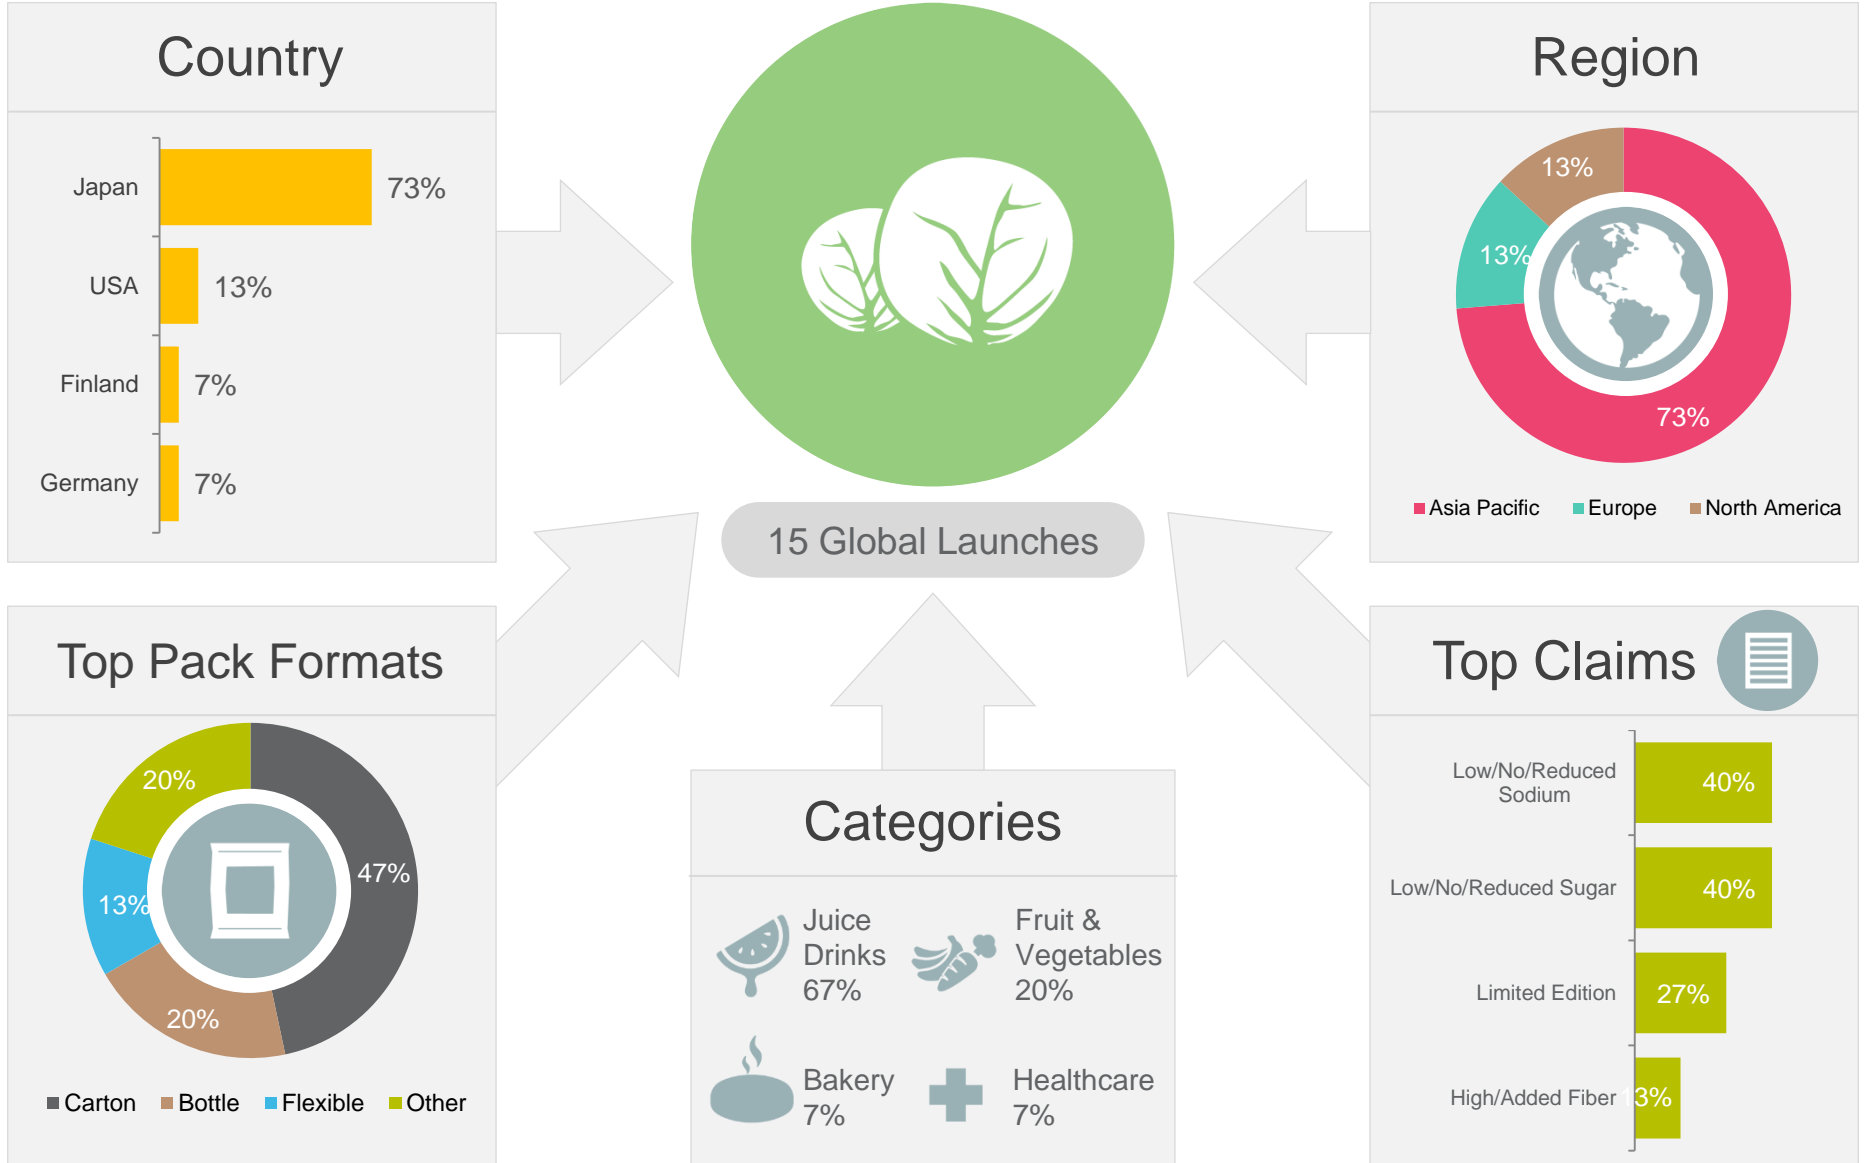 Country
Japan
73%
USA
13%
Finland
7%
Germany
7%
15 Global Launches
Region
13%
13%
73%
Asia Pacific
Europe
North America
Top Pack Formats
20%
47%
13%
20%
Carton
Bottle
Flexible
Other
Categories
Juice
Drinks
67%
Fruit &
Vegetables
20%
Bakery
7%
Healthcare
7%
Top Claims
Low/No/Reduced
Sodium
40%
Low/No/Reduced Sugar
40%
Limited Edition
27%
High/Added Fiber
13%